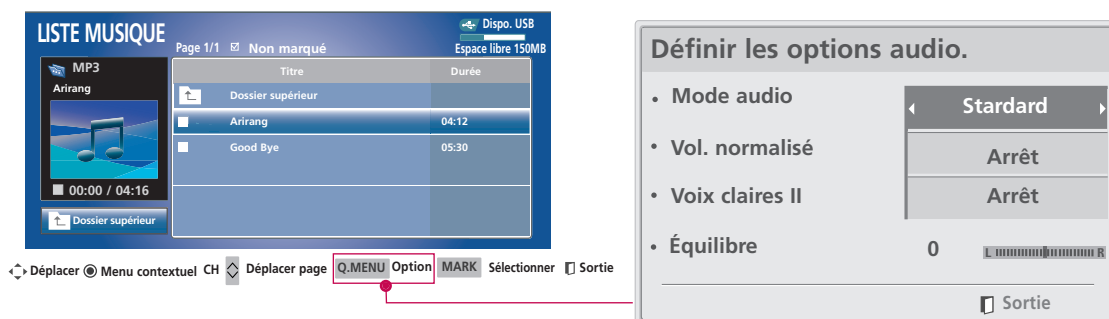 LISTE MUSIQUE
Page 1/1 Non marqué
Dispo. USB
Espace libre 150MB
MP3
Arirang
00:00 / 04:16
Dossier supérieur
Titre Durée
Dossier supérieur
Arirang 04:12
Good Bye 05:30
Déplacer Menu contextuel CH Déplacer page Q.MENU Option MARK Sélectionner Sortie
Définir les options audio.
• Mode audio Stardard
• Vol. normalisé Arrêt
• Voix claires II Arrêt
• Équilibre 0 L R
Sortie